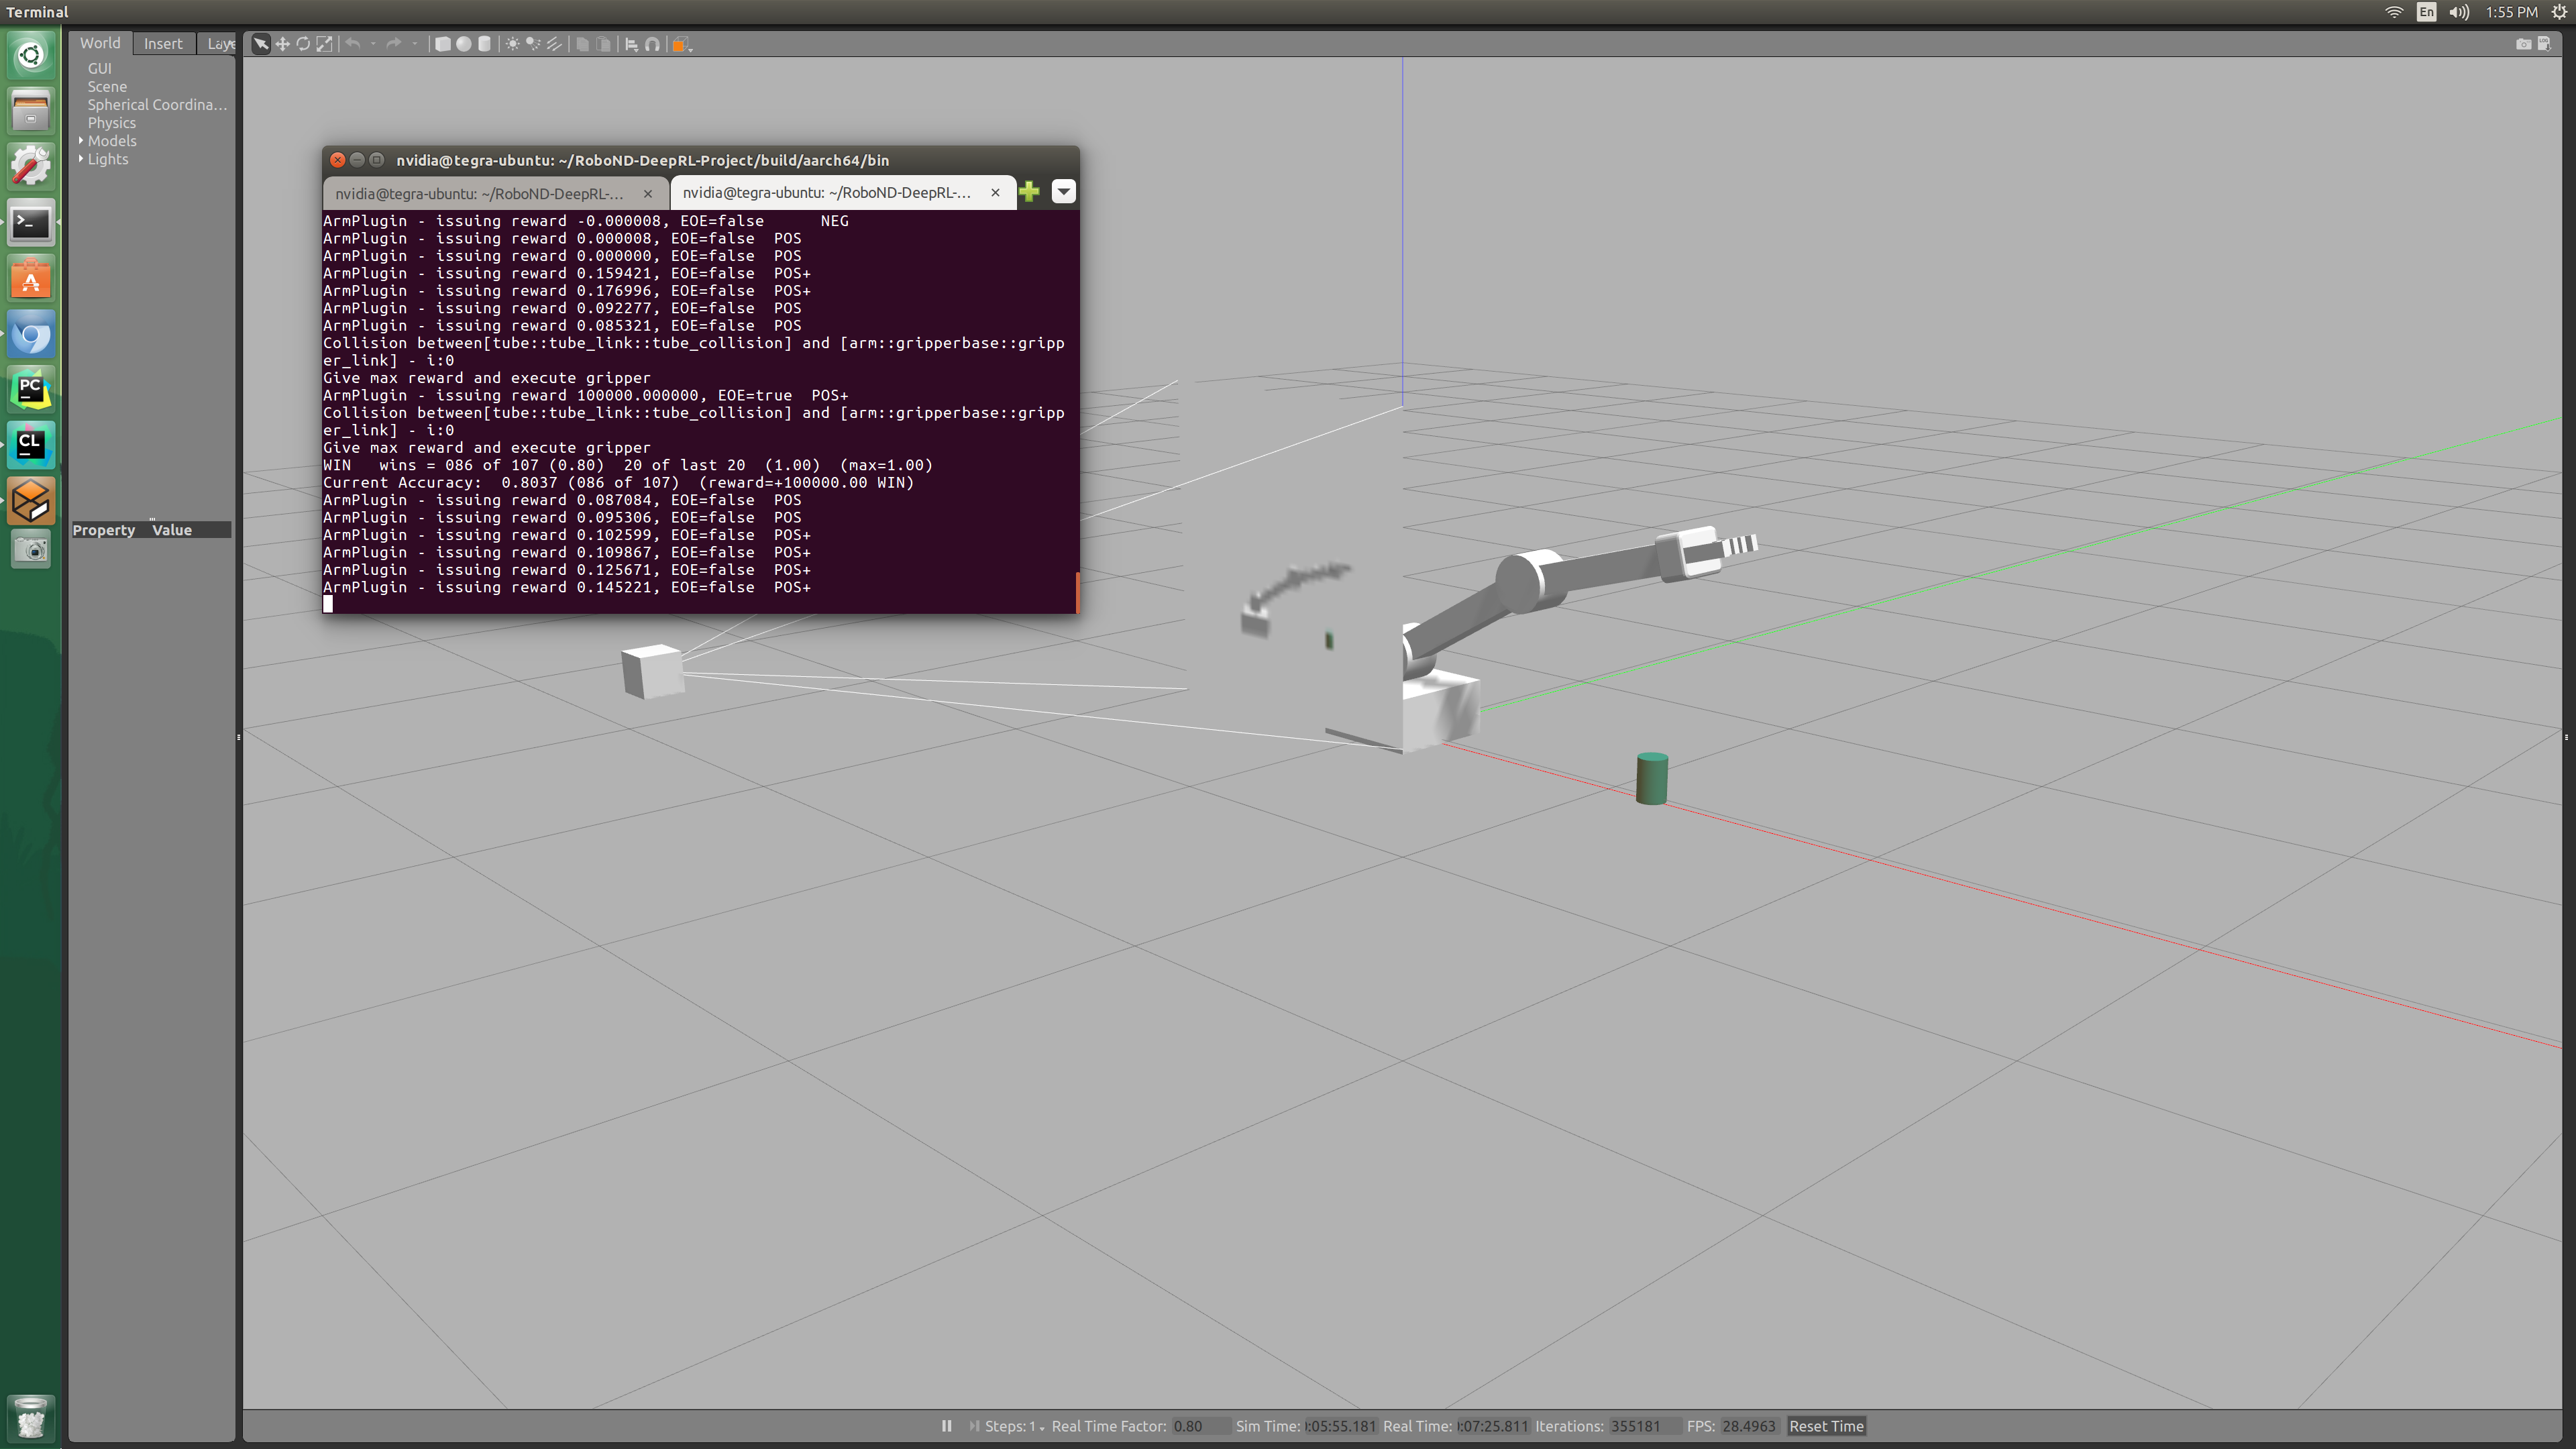 Terminal
En
1:55 PM
World Insert Laye
GUI
Scene
Spherical Coordina...
Physics
Models
Lights
Property Value
nvidia@tegra-ubuntu: ~/RoboND-DeepRL-Project/build/aarch64/bin
nvidia@tegra-ubuntu: ~/RoboND-DeepRL-... nvidia@tegra-ubuntu: ~/RoboND-DeepRL-...
ArmPlugin - issuing reward -0.000008, EOE=false NEG
ArmPlugin - issuing reward 0.000008, EOE=false POS
ArmPlugin - issuing reward 0.000000, EOE=false POS
ArmPlugin - issuing reward 0.159421, EOE=false POS+
ArmPlugin - issuing reward 0.176996, EOE=false POS+
ArmPlugin - issuing reward 0.092277, EOE=false POS
ArmPlugin - issuing reward 0.085321, EOE=false POS
Collision between[tube::tube_link::tube_collision] and [arm::gripperbase::gripp
er_link] - i:0
Give max reward and execute gripper
ArmPlugin - issuing reward 100000.000000, EOE=true POS+
Collision between[tube::tube_link::tube_collision] and [arm::gripperbase::gripp
er_link] - i:0
Give max reward and execute gripper
WIN wins = 086 of 107 (0.80) 20 of last 20 (1.00) (max=1.00)
Current Accuracy: 0.8037 (086 of 107) (reward=+100000.00 WIN)
ArmPlugin - issuing reward 0.087084, EOE=false POS
ArmPlugin - issuing reward 0.095306, EOE=false POS
ArmPlugin - issuing reward 0.102599, EOE=false POS+
ArmPlugin - issuing reward 0.109867, EOE=false POS+
ArmPlugin - issuing reward 0.125671, EOE=false POS+
ArmPlugin - issuing reward 0.145221, EOE=false POS+
PC
CL
Steps: 1 Real Time Factor: 0.80 Sim Time: :05:55.181 Real Time: :07:25.811 Iterations: 355181 FPS: 28.4963 Reset Time